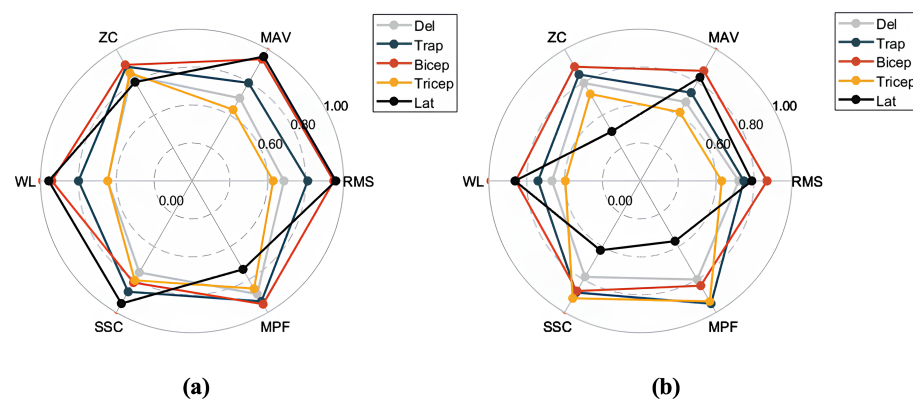 ZC
MAV
WL
RMS
SSC
MPF
0.00
0.60
0.80
1.00
Del
Trap
Bicep
Tricep
Lat
(a)
ZC
MAV
WL
RMS
SSC
MPF
0.00
0.60
0.80
1.00
Del
Trap
Bicep
Tricep
Lat
(b)